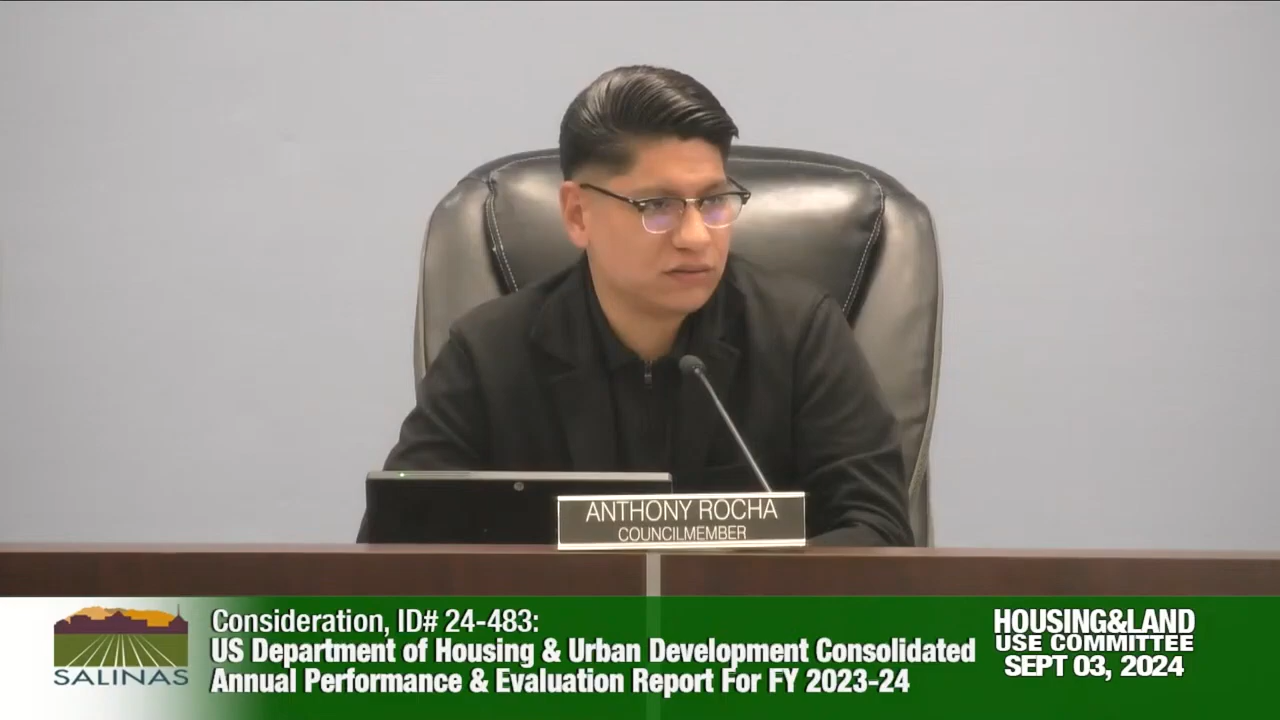 ANTHONY ROCHA
COUNCILMEMBER
SALINAS
Consideration, ID# 24-483:
US Department of Housing & Urban Development Consolidated
Annual Performance & Evaluation Report For FY 2023-24
HOUSING&LAND
USE COMMITTEE
SEPT 03, 2024